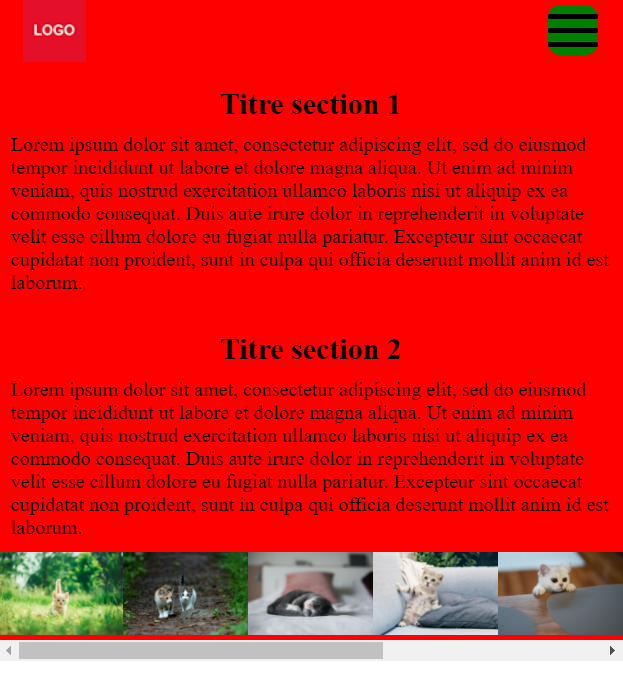 LOGO
Titre section 1
Lorem ipsum dolor sit amet, consectetur adipiscing elit, sed do eiusmod
tempor incididunt ut labore et dolore magna aliqua. Ut enim ad minim
veniam, quis nostrud exercitation ullamco laboris nisi ut aliquip ex ea
commodo consequat. Duis aute irure dolor in reprehenderit in voluptate
velit esse cillum dolore eu fugiat nulla pariatur. Excepteur sint occaecat
cupidatat non proident, sunt in culpa qui officia deserunt mollit anim id est
laborum.
Titre section 2
Lorem ipsum dolor sit amet, consectetur adipiscing elit, sed do eiusmod
tempor incididunt ut labore et dolore magna aliqua. Ut enim ad minim
veniam, quis nostrud exercitation ullamco laboris nisi ut aliquip ex ea
commodo consequat. Duis aute irure dolor in reprehenderit in voluptate
velit esse cillum dolore eu fugiat nulla pariatur. Excepteur sint occaecat
cupidatat non proident, sunt in culpa qui officia deserunt mollit anim id est
laborum.